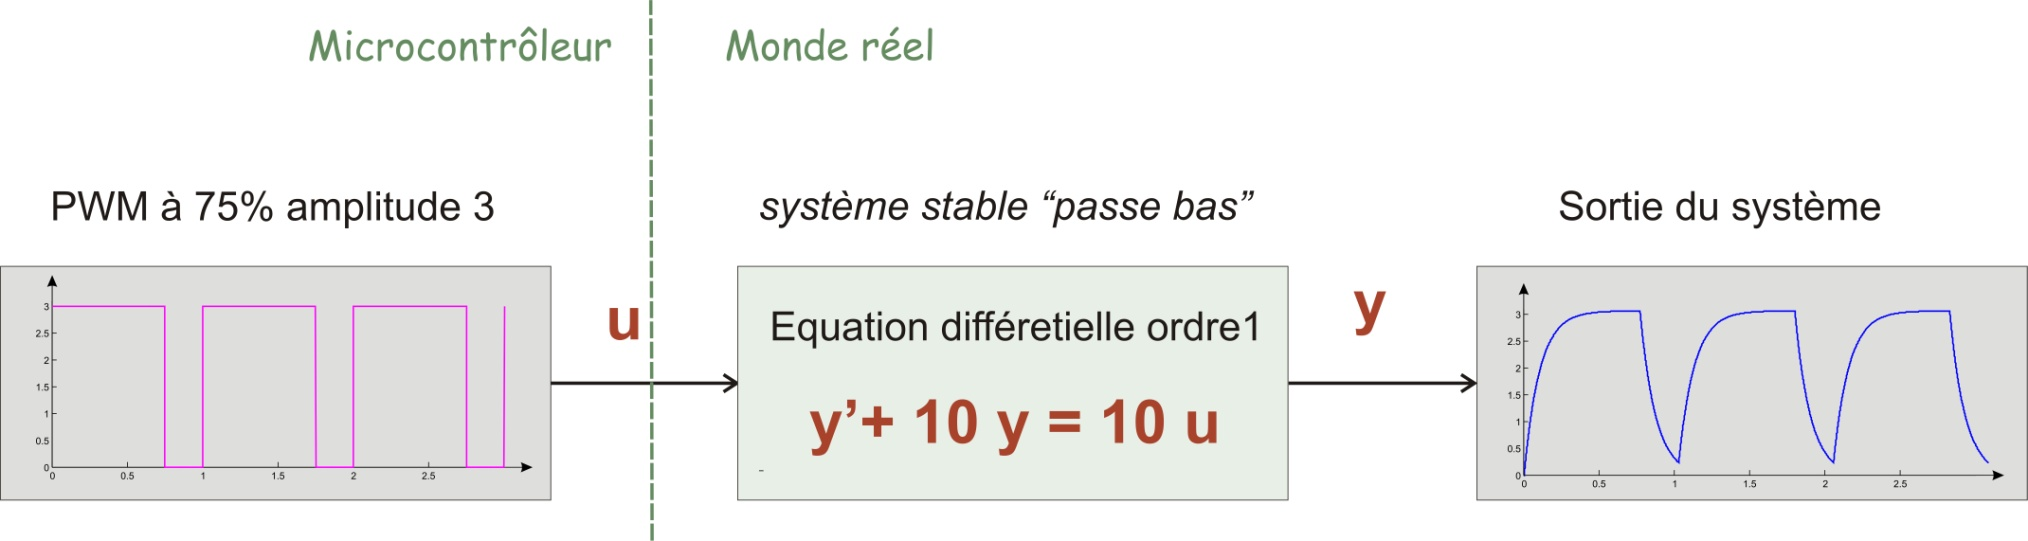 Microcontrôleur
Monde réel
PWM à 75% amplitude 3
système stable “passe bas”
Sortie du système
3
2.5
2
1.5
1
0.5
0
0 0.5 1 1.5 2 2.5
u
Equation différetielle ordre1
y’+ 10 y = 10 u
y
3
2.5
2
1.5
1
0.5
0
0 0.5 1 1.5 2 2.5